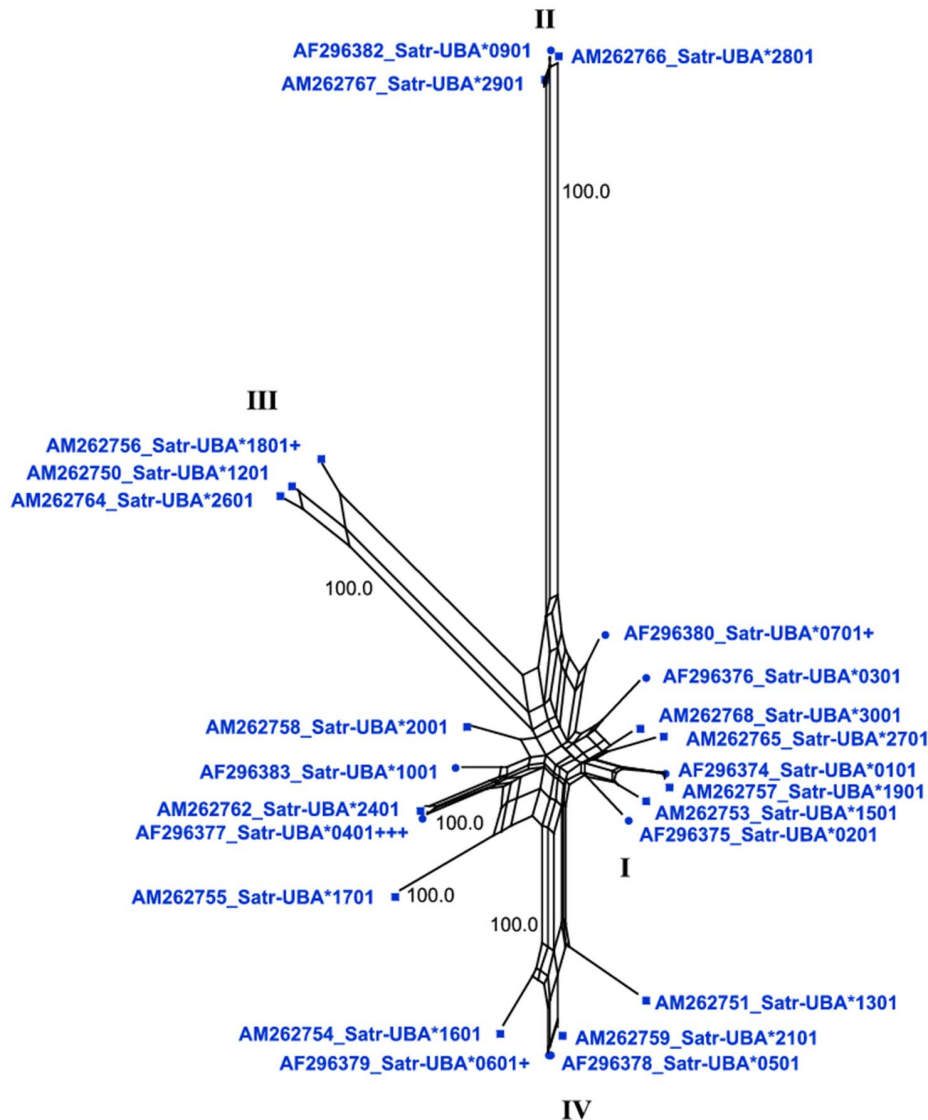 II
AF296382_Satr-UBA*0901
AM262766_Satr-UBA*2801
AM262767_Satr-UBA*2901
100.0
III
AM262756_Satr-UBA*1801+
AM262750_Satr-UBA*1201
AM262764_Satr-UBA*2601
100.0
AF296380_Satr-UBA*0701+
AF296376_Satr-UBA*0301
AM262768_Satr-UBA*3001
AM262758_Satr-UBA*2001
AM262765_Satr-UBA*2701
AF296383_Satr-UBA*1001
AF296374_Satr-UBA*0101
AM262757_Satr-UBA*1901
AM262762_Satr-UBA*2401
AM262753_Satr-UBA*1501
100.0
AF296377_Satr-UBA*0401+++
AF296375_Satr-UBA*0201
I
AM262755_Satr-UBA*1701
100.0
100.0
AM262751_Satr-UBA*1301
AM262754_Satr-UBA*1601
AM262759_Satr-UBA*2101
AF296379_Satr-UBA*0601+
AF296378_Satr-UBA*0501
IV